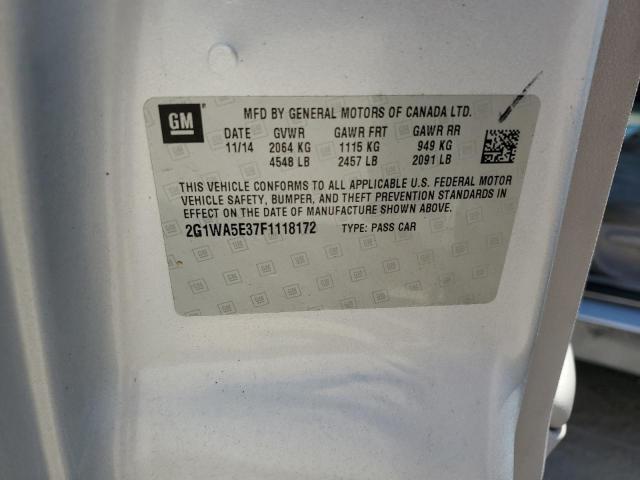 GM
MFD BY GENERAL MOTORS OF CANADA LTD.
DATE GVWR GAWR FRT GAWR RR
11/14 2064 KG 1115 KG 949 KG
4548 LB 2457 LB 2091 LB
THIS VEHICLE CONFORMS TO ALL APPLICABLE U.S. FEDERAL MOTOR
VEHICLE SAFETY, BUMPER, AND THEFT PREVENTION STANDARDS IN
EFFECT ON THE DATE OF MANUFACTURE SHOWN ABOVE.
2G1WA5E37F1118172 TYPE: PASS CAR